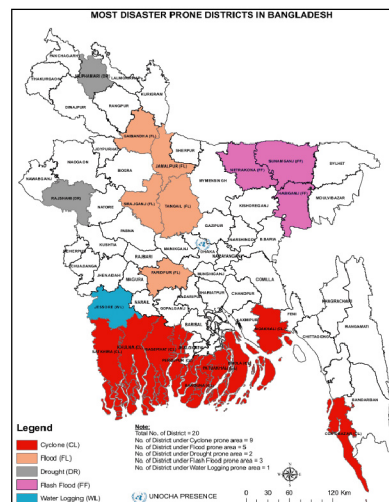 MOST DISASTER PRONE DISTRICTS IN BANGLADESH
PANCHAGARH
NILPHAMARI (DR)
LALMONIRHAT
THAKURGAON
RANGPUR
KURIGRAM
DINAJPUR
GAIBANDHA (FL)
SHERPUR
JOYPURHAT
JAMALPUR (FL)
NETRAKONA (FF)
SUNAMGANJ (FF)
SYLHET
NAOGAON
BOGRA
MYMENSINGH
NAWABGANJ
HABIGANJ (FF)
MOULVIBAZAR
RAJSHAHI (DR)
SIRAJGANJ (FL)
TANGAIL (FL)
KISHOREGANJ
NATORE
GAZIPUR
PABNA
NARSHINGDI
B.BARIA
KUSHTIA
MANIKGANJ
DHAKA
MEHERPUR
RAJBARI
NARAYANGANJ
CHUADANGA
FARIDPUR (FL)
MUNSHIGANJ
COMILLA
JHENAIDAH
MAGURA
KHAGRACHARI
CHANDPUR
JESSORE (WL)
NARAIL
GOPALGANJ
FENI
RANGAMATI
BARISAL
CHITTAGONG
BANDARBAN
Legend
Cyclone (CL)
Flood (FL)
Drought (DR)
Flash Flood (FF)
Water Logging (WL)
Note:
Total No. of District = 20
No. of District under Cyclone prone area = 9
No. of District under Flood prone area = 5
No. of District under Drought prone area = 2
No. of District under Flash Flood prone area = 3
No. of District under Water Logging prone area = 1
UNOCHA PRESENCE
0 30 60 120 Km